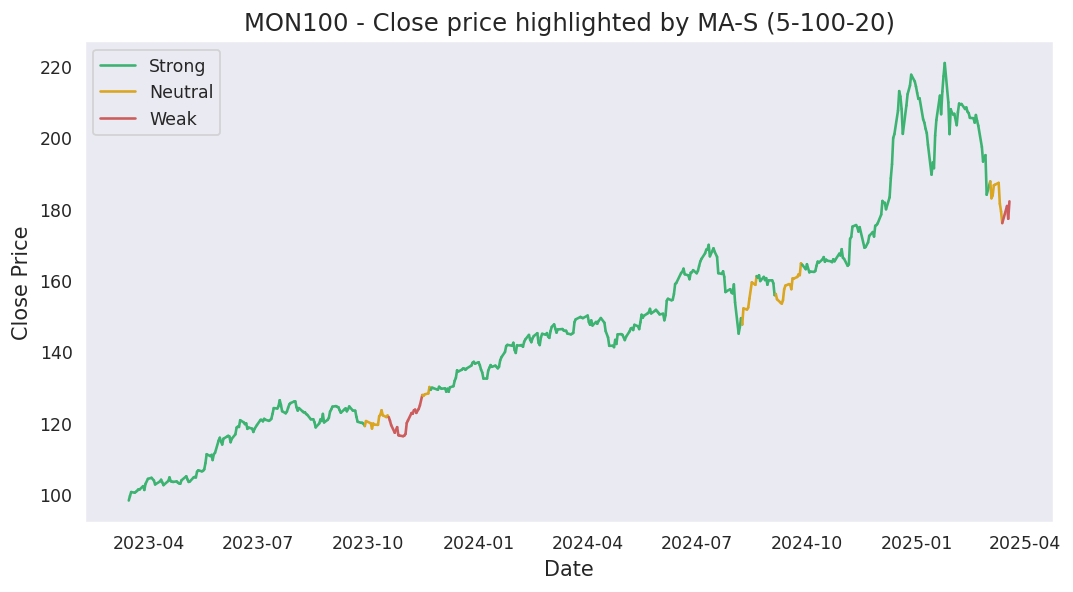 MON100 - Close price highlighted by MA-S (5-100-20)
Strong
Neutral
Weak
Close Price
220
200
180
160
140
120
100
2023-04 2023-07 2023-10 2024-01 2024-04 2024-07 2024-10 2025-01 2025-04
Date